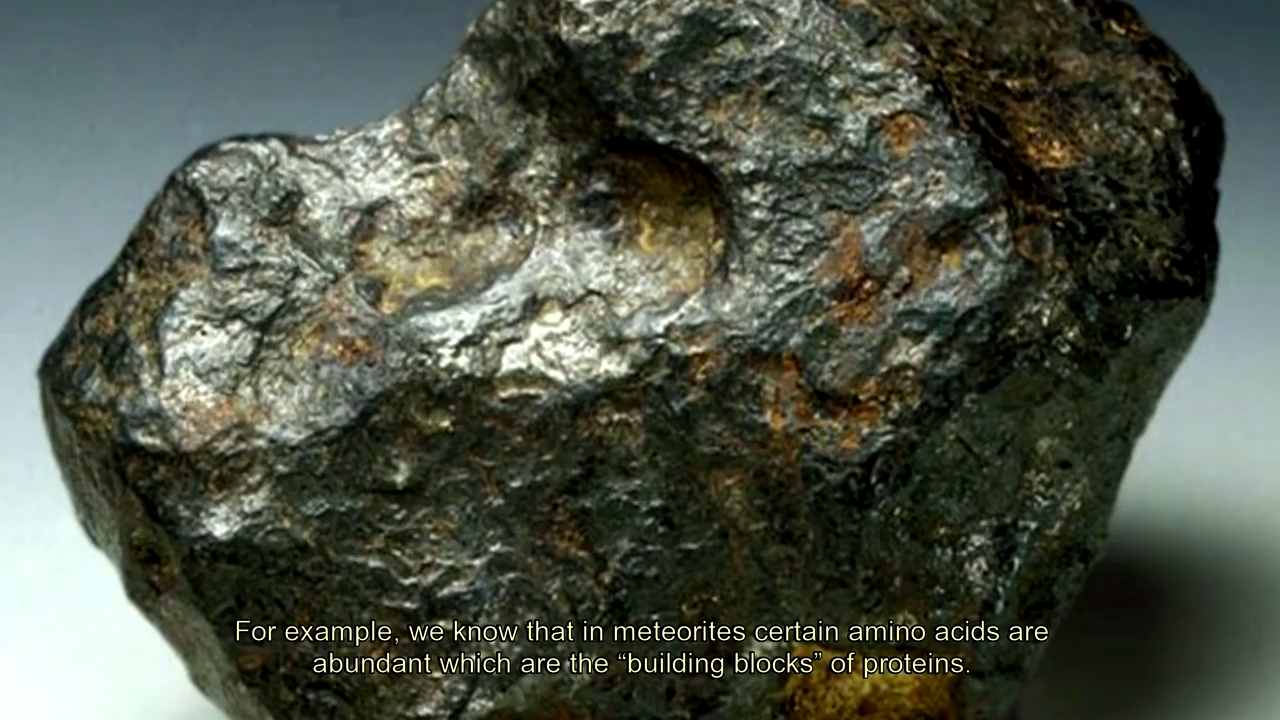 For example, we know that in meteorites certain amino acids are
abundant which are the “building blocks” of proteins.